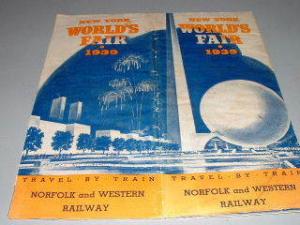 NEW YORK
WORLD'S
FAIR
1939
TRAVEL · BY · TRAIN
NORFOLK and WESTERN
RAILWAY
NEW YORK
WORLD'S
FAIR
1939
TRAVEL · BY · TRAIN
NORFOLK and WESTERN
RAILWAY